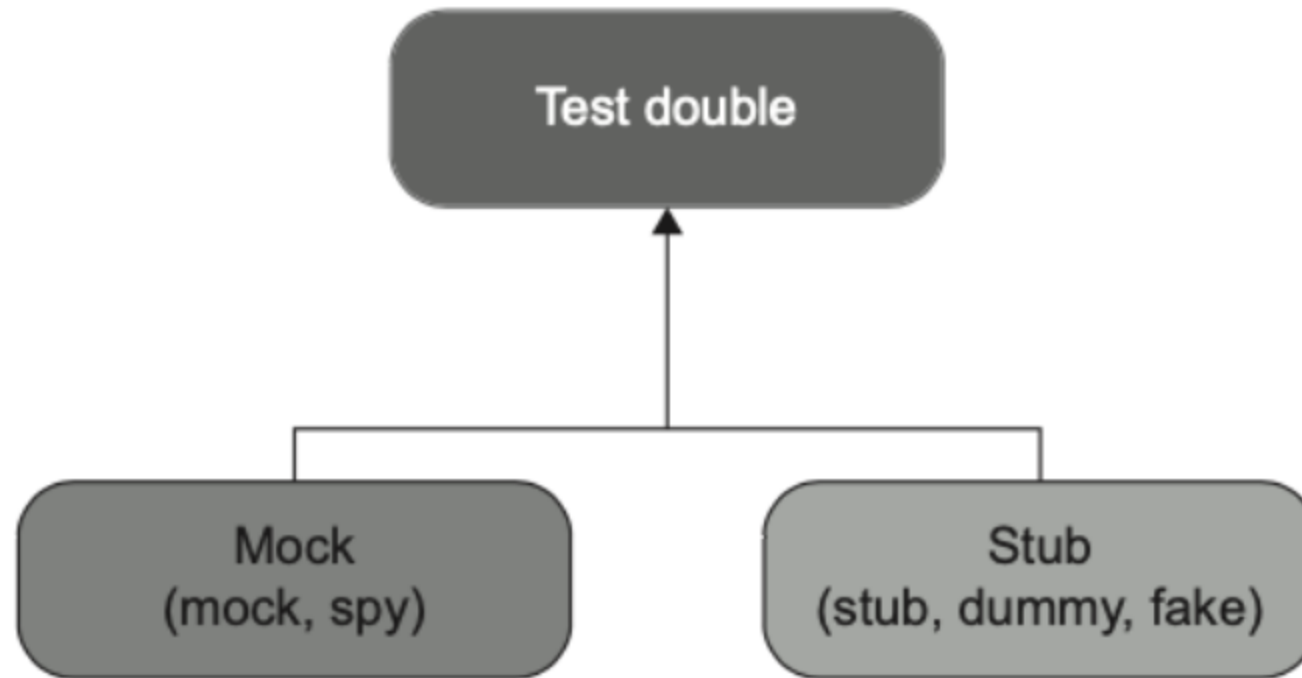 Test double
Mock
(mock, spy)
Stub
(stub, dummy, fake)